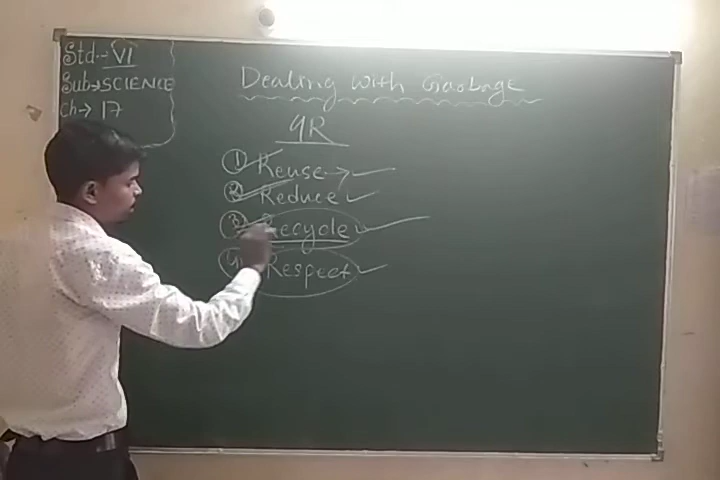 Std:- VI
Sub→SCIENCE
Ch→ 17
Dealing with Garbage
4R
① Reuse →
② Reduce
③ Recycle
④ Respect